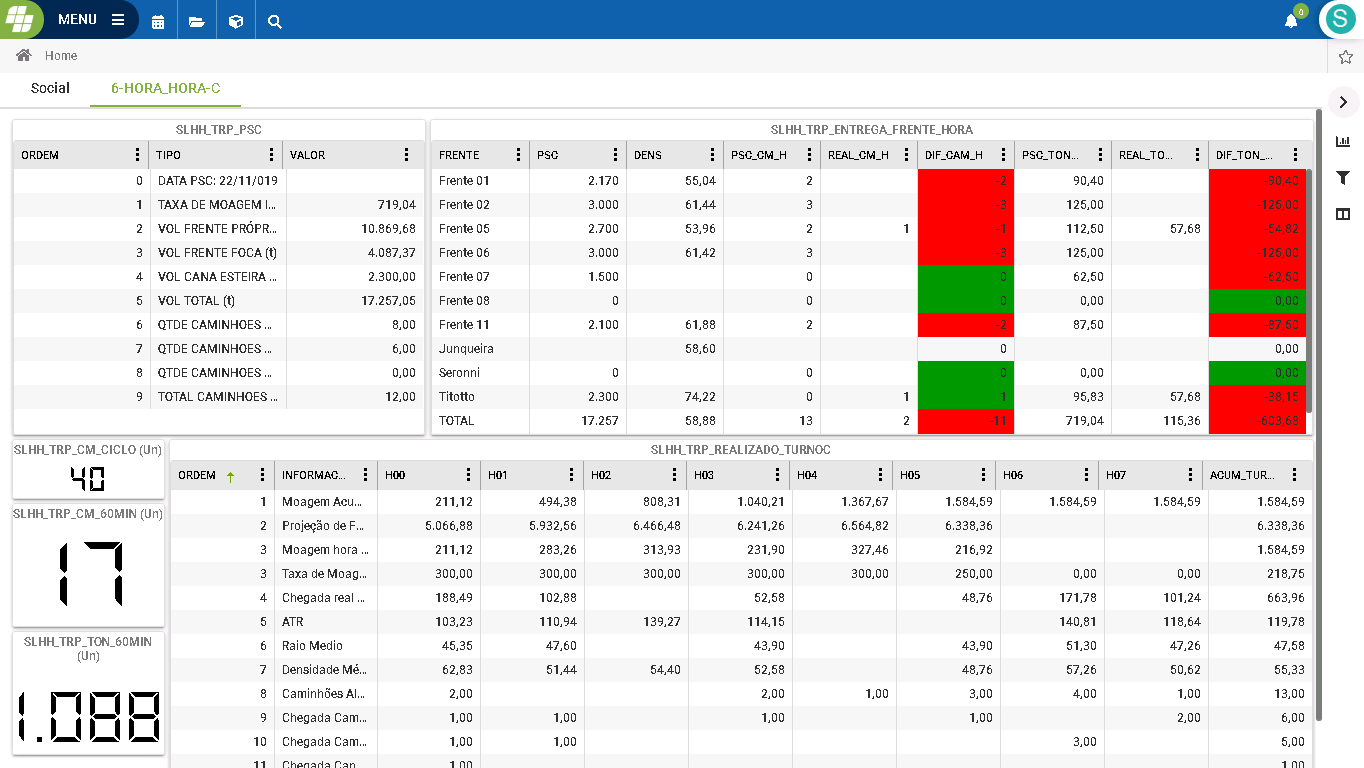 MENU
0
S
Home
Social 6-HORA_HORA-C
SLHH_TRP_PSC
ORDEM TIPO VALOR
0 DATA PSC: 22/11/019
1 TAXA DE MOAGEM I... 719,04
2 VOL FRENTE PRÓPR... 10.869,68
3 VOL FRENTE FOCA (t) 4.087,37
4 VOL CANA ESTEIRA ... 2.300,00
5 VOL TOTAL (t) 17.257,05
6 QTDE CAMINHOES ... 8,00
7 QTDE CAMINHOES ... 6,00
8 QTDE CAMINHOES ... 0,00
9 TOTAL CAMINHOES ... 12,00
SLHH_TRP_ENTREGA_FRENTE_HORA
FRENTE PSC DENS PSC_CM_H REAL_CM_H DIF_CAM_H PSC_TON... REAL_TO... DIF_TON_...
Frente 01 2.170 55,04 2 -2 90,40 -90,40
Frente 02 3.000 61,44 3 -3 125,00 -125,00
Frente 05 2.700 53,96 2 1 -1 112,50 57,68 -54,82
Frente 06 3.000 61,42 3 -3 125,00 -125,00
Frente 07 1.500 0 0 62,50 -62,50
Frente 08 0 0 0 0,00 0,00
Frente 11 2.100 61,88 2 -2 87,50 -87,50
Junqueira 58,60 0 0,00
Seronni 0 0 0 0,00 0,00
Titotto 2.300 74,22 0 1 1 95,83 57,68 -38,15
TOTAL 17.257 58,88 13 2 -11 719,04 115,36 -603,68
SLHH_TRP_CM_CICLO (Un)
40
SLHH_TRP_CM_60MIN (Un)
17
SLHH_TRP_TON_60MIN
(Un)
1.088
SLHH_TRP_REALIZADO_TURNOC
ORDEM INFORMAC... H00 H01 H02 H03 H04 H05 H06 H07 ACUM_TUR...
1 Moagem Acu... 211,12 494,38 808,31 1.040,21 1.367,67 1.584,59 1.584,59 1.584,59 1.584,59
2 Projeção de F... 5.066,88 5.932,56 6.466,48 6.241,26 6.564,82 6.338,36 6.338,36
3 Moagem hora ... 211,12 283,26 313,93 231,90 327,46 216,92 1.584,59
3 Taxa de Moag... 300,00 300,00 300,00 300,00 300,00 250,00 0,00 0,00 218,75
4 Chegada real ... 188,49 102,88 52,58 48,76 171,78 101,24 663,96
5 ATR 103,23 110,94 139,27 114,15 140,81 118,64 119,78
6 Raio Medio 45,35 47,60 43,90 43,90 51,30 47,26 47,58
7 Densidade Mé... 62,83 51,44 54,40 52,58 48,76 57,26 50,62 55,33
8 Caminhões Al... 2,00 2,00 1,00 3,00 4,00 1,00 13,00
9 Chegada Cam... 1,00 1,00 1,00 1,00 2,00 6,00
10 Chegada Cam... 1,00 1,00 3,00 5,00
11 Chegada Can... 1,00 1,00